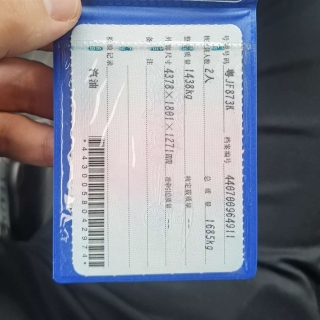 号牌号码 粤JF873K 档案编号 440700964911
核定载人数 2人 总质量 1685kg
整备质量 1438kg 核定载质量 --
外廓尺寸 4378×1801×1271mm 准牵引总质量 --
备注
检验记录 汽油